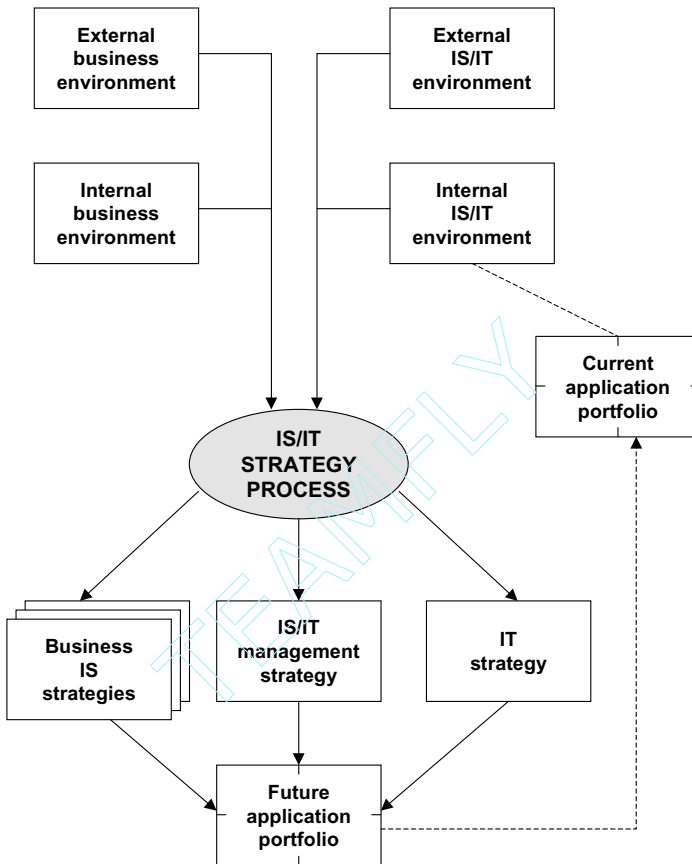 External
business
environment
External
IS/IT
environment
Internal
business
environment
Internal
IS/IT
environment
Current
application
portfolio
IS/IT
STRATEGY
PROCESS
Business
IS
strategies
IS/IT
management
strategy
IT
strategy
Future
application
portfolio
TEAMFLY